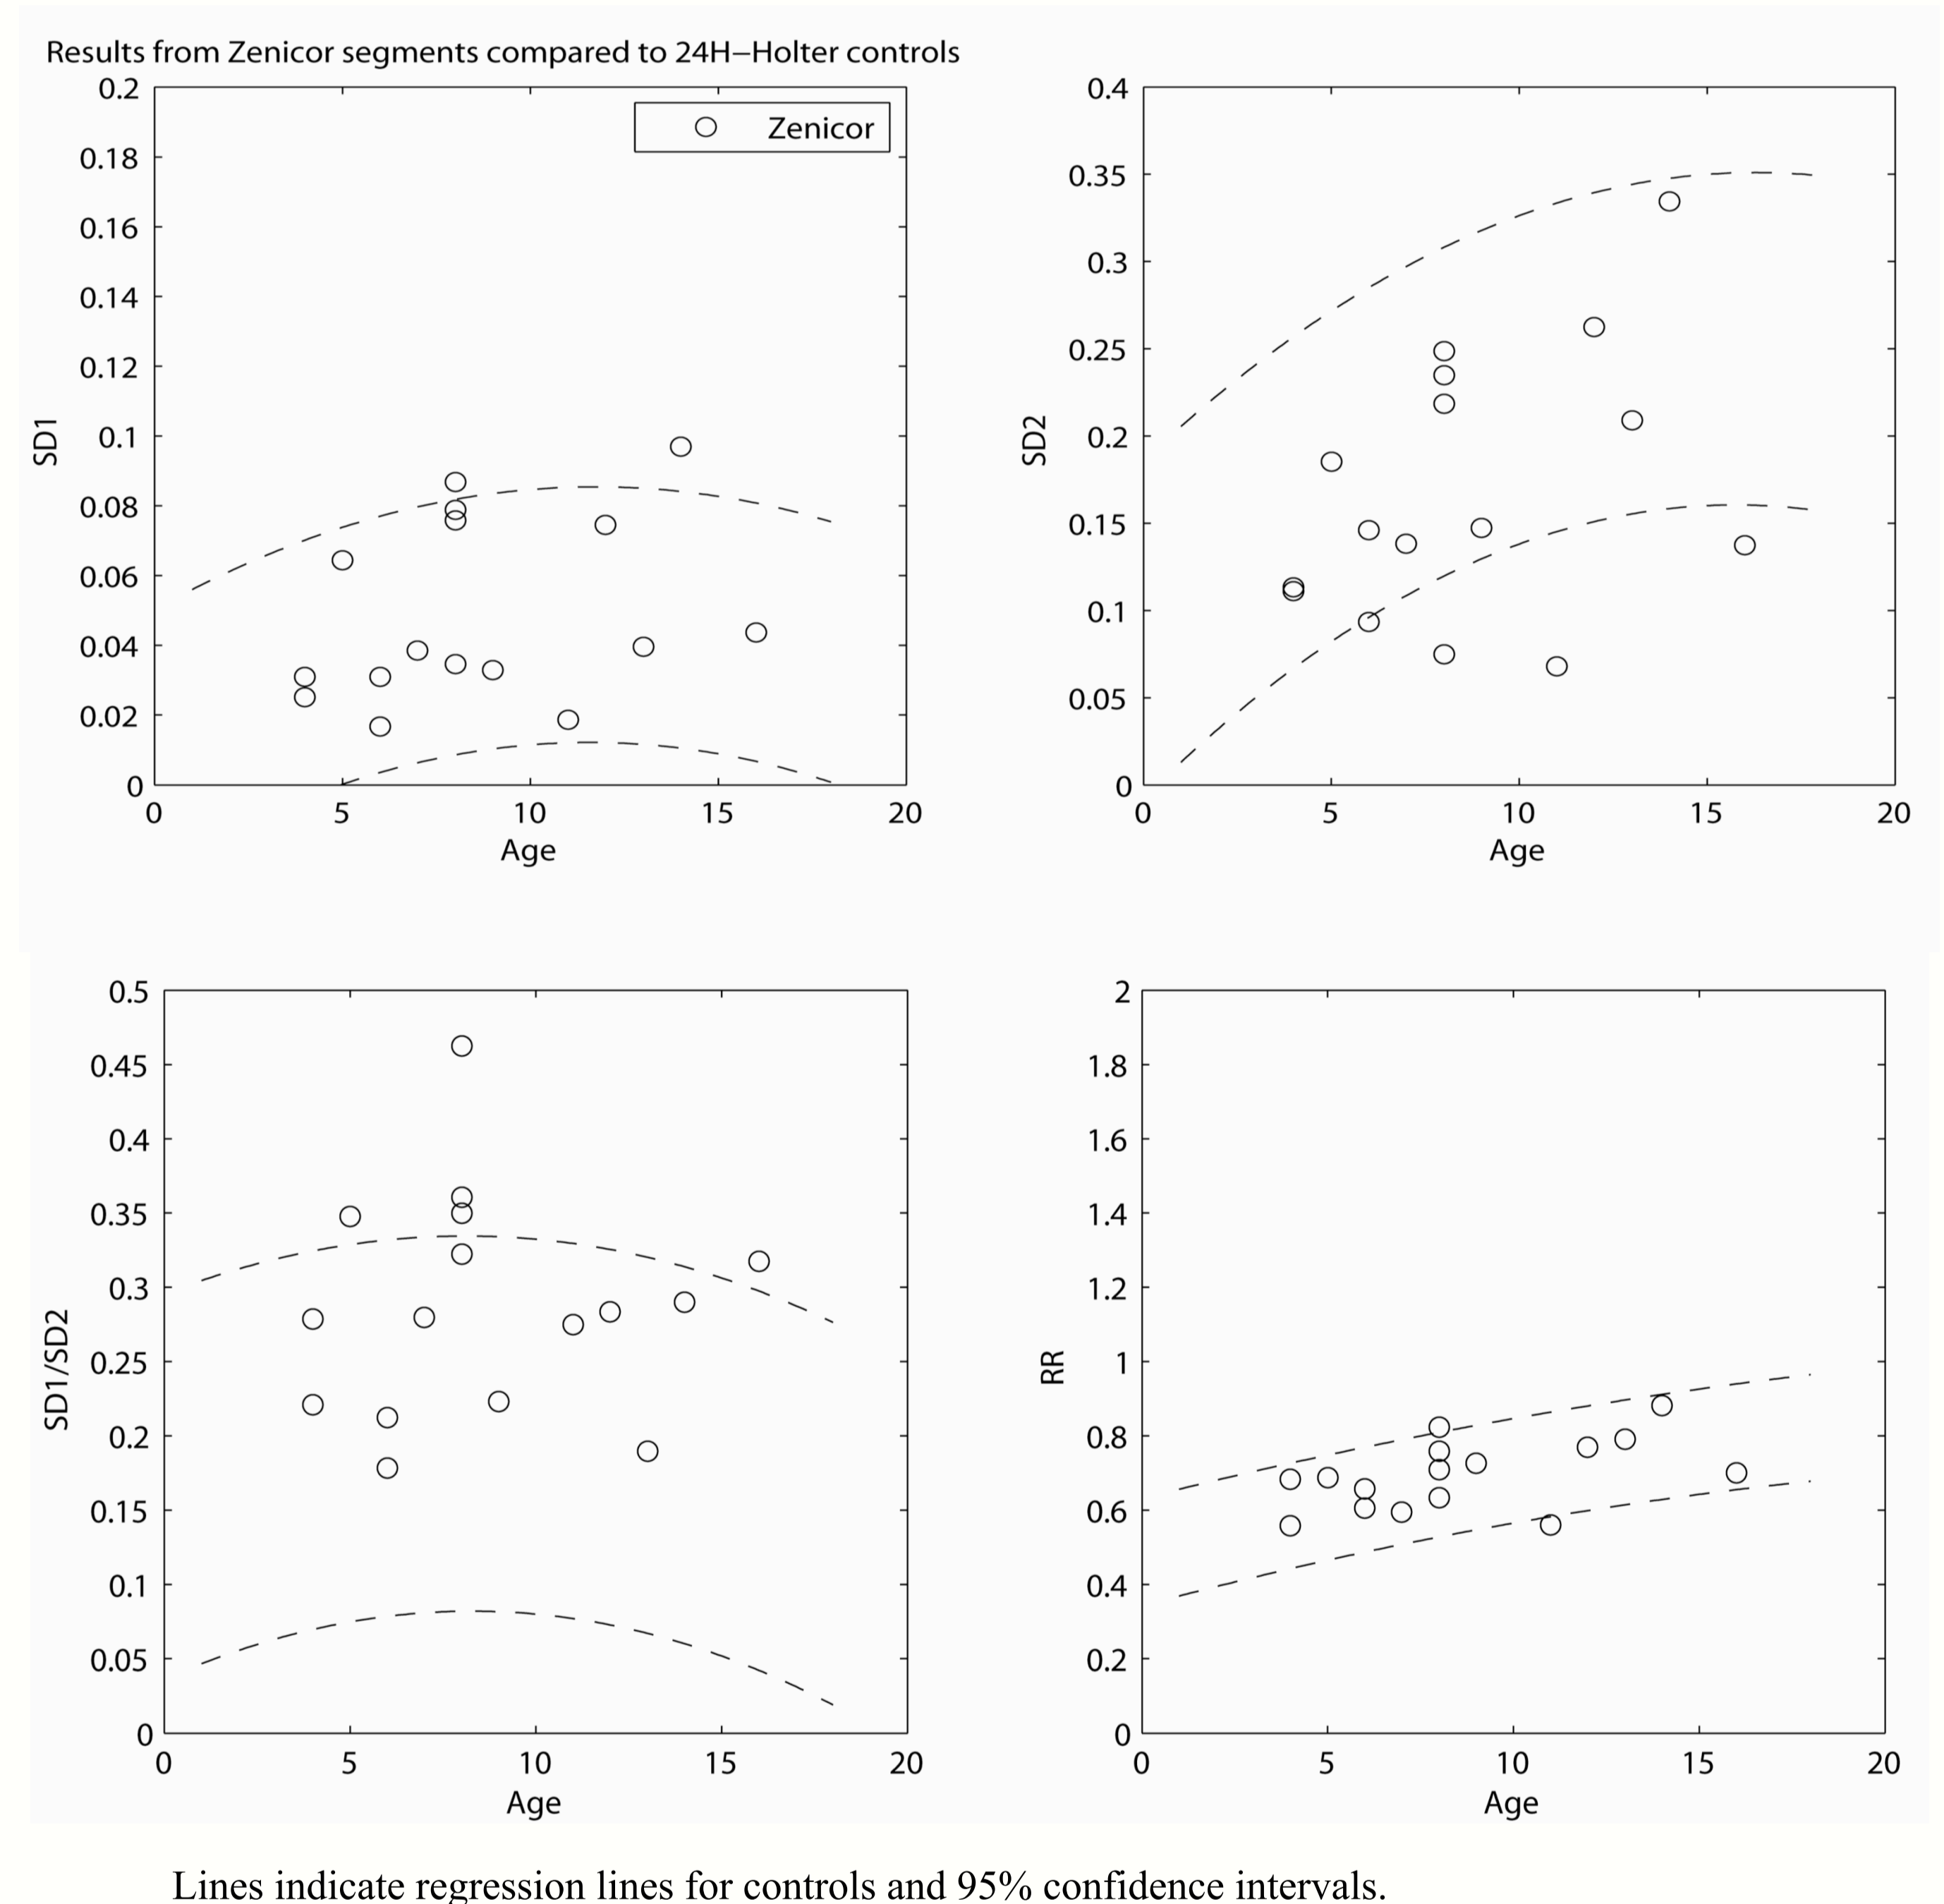 Results from Zenicor segments compared to 24H−Holter controls
0.2
0.18
0.16
0.14
0.12
0.1
0.08
0.06
0.04
0.02
0
SD1
Zenicor
0 5 10 15 20
Age
0.4
0.35
0.3
0.25
0.2
0.15
0.1
0.05
0
SD2
0 5 10 15 20
Age
0.5
0.45
0.4
0.35
0.3
0.25
0.2
0.15
0.1
0.05
0
SD1/SD2
0 5 10 15 20
Age
2
1.8
1.6
1.4
1.2
1
0.8
0.6
0.4
0.2
0
RR
0 5 10 15 20
Age
Lines indicate regression lines for controls and 95% confidence intervals.